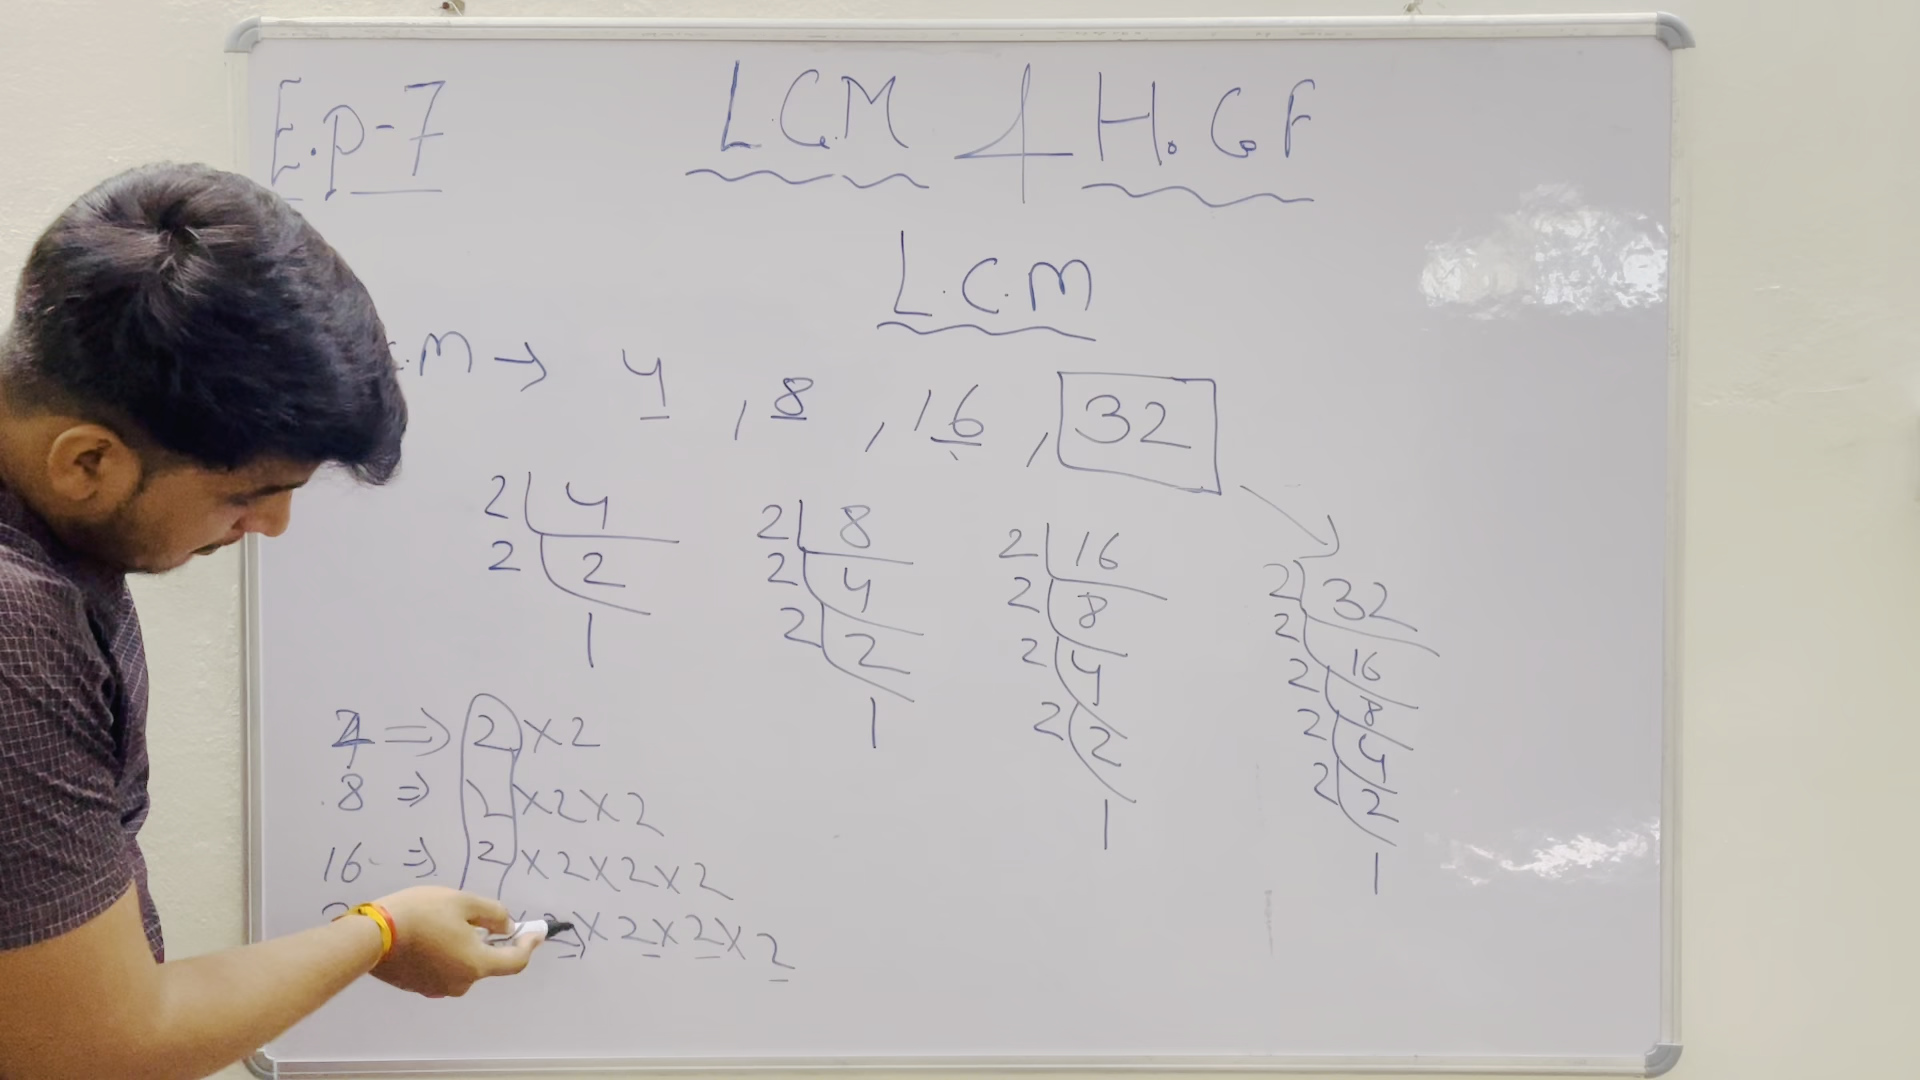 E.P-7
L.C.M & H.C.F
L.C.M
.M → 4 , 8 , 16 , 32
2 4
2 2
1
2 8
2 4
2 2
1
2 16
2 8
2 4
2 2
1
2 32
2 16
2 8
2 4
2 2
1
4 ⇒ 2 × 2
8 ⇒ 2 × 2 × 2
16 ⇒ 2 × 2 × 2 × 2
2 × 2 × 2 × 2